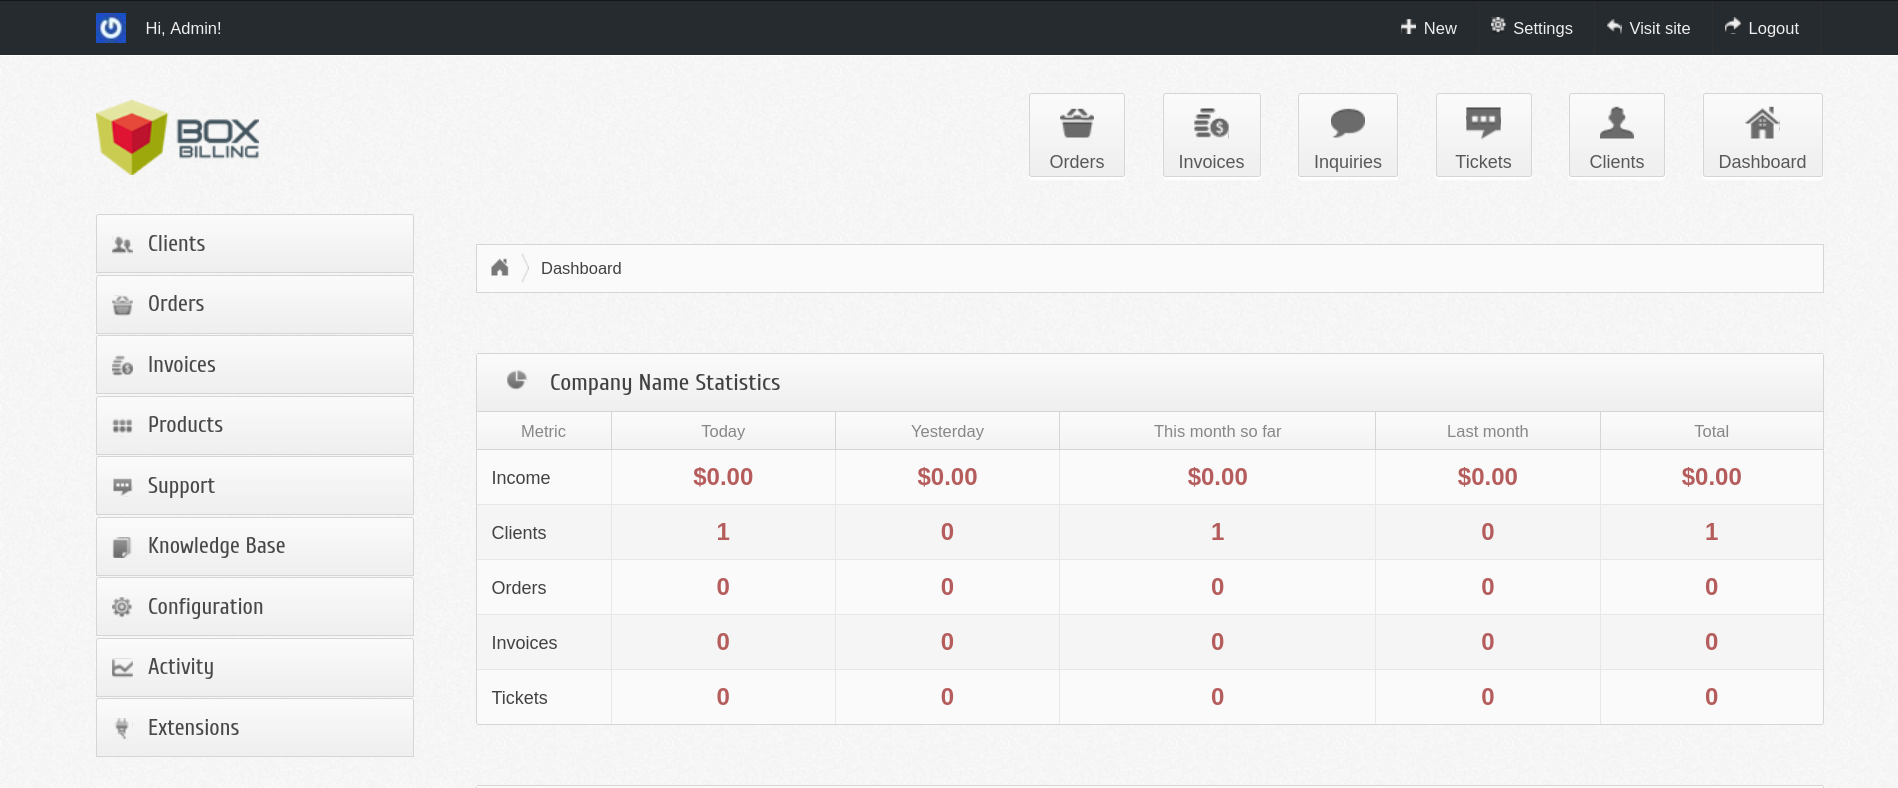 Hi, Admin!
New
Settings
Visit site
Logout
BOX
BILLING
Orders
Invoices
Inquiries
Tickets
Clients
Dashboard
Clients
Orders
Invoices
Products
Support
Knowledge Base
Configuration
Activity
Extensions
Dashboard
Company Name Statistics
Metric Today Yesterday This month so far Last month Total
Income $0.00 $0.00 $0.00 $0.00 $0.00
Clients 1 0 1 0 1
Orders 0 0 0 0 0
Invoices 0 0 0 0 0
Tickets 0 0 0 0 0